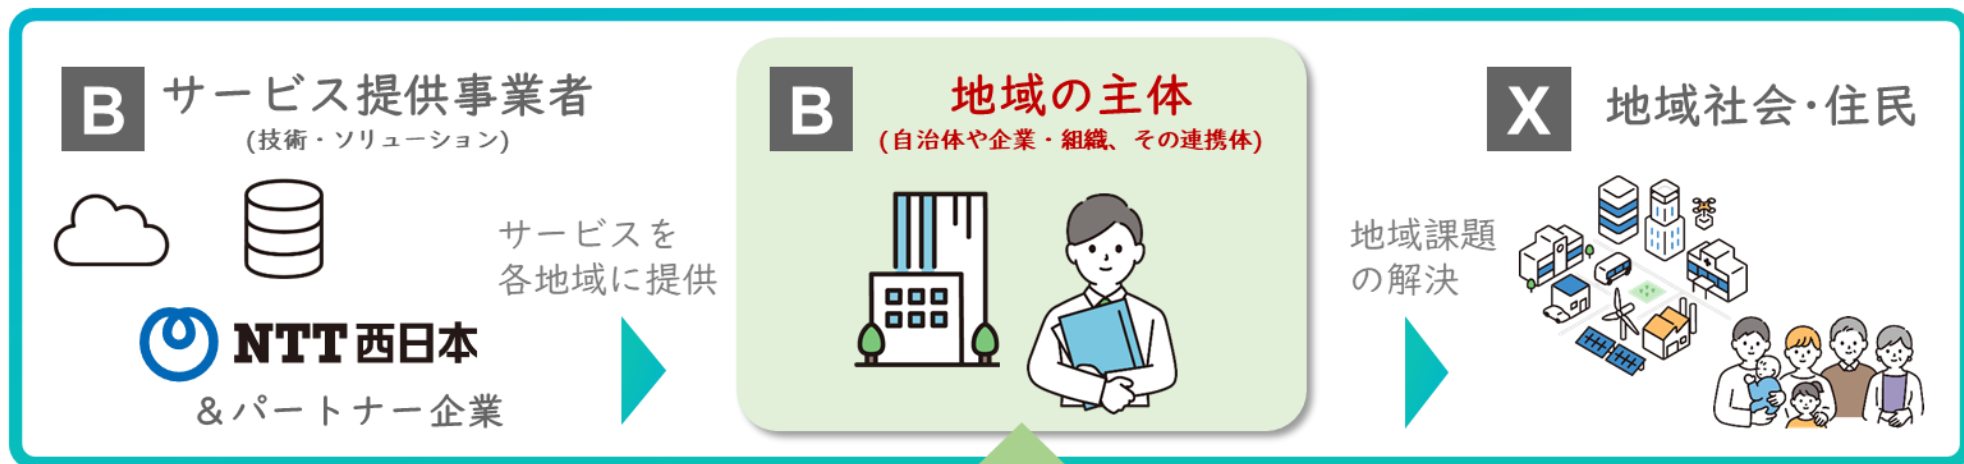 B サービス提供事業者
(技術・ソリューション)
サービスを
各地域に提供
NTT西日本
&パートナー企業
B 地域の主体
(自治体や企業・組織、その連携体)
地域課題
の解決
X 地域社会・住民